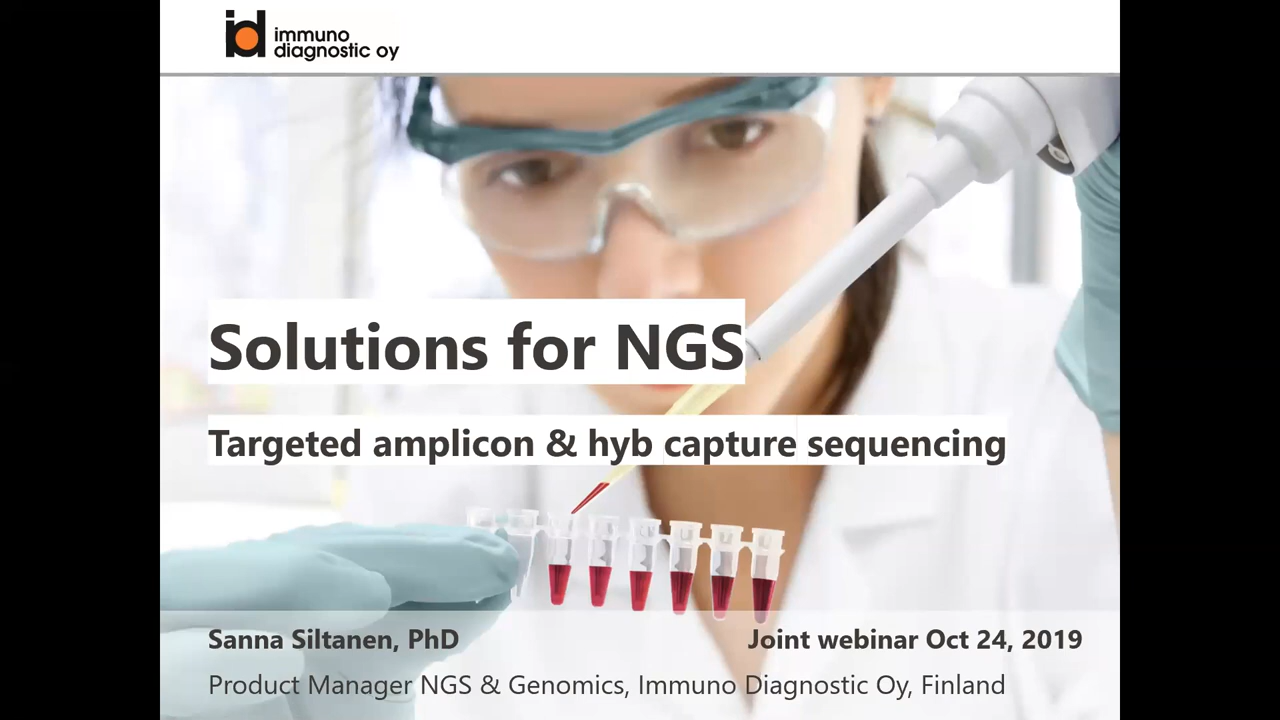 id immuno
diagnostic oy
Solutions for NGS
Targeted amplicon & hyb capture sequencing
Sanna Siltanen, PhD
Joint webinar Oct 24, 2019
Product Manager NGS & Genomics, Immuno Diagnostic Oy, Finland